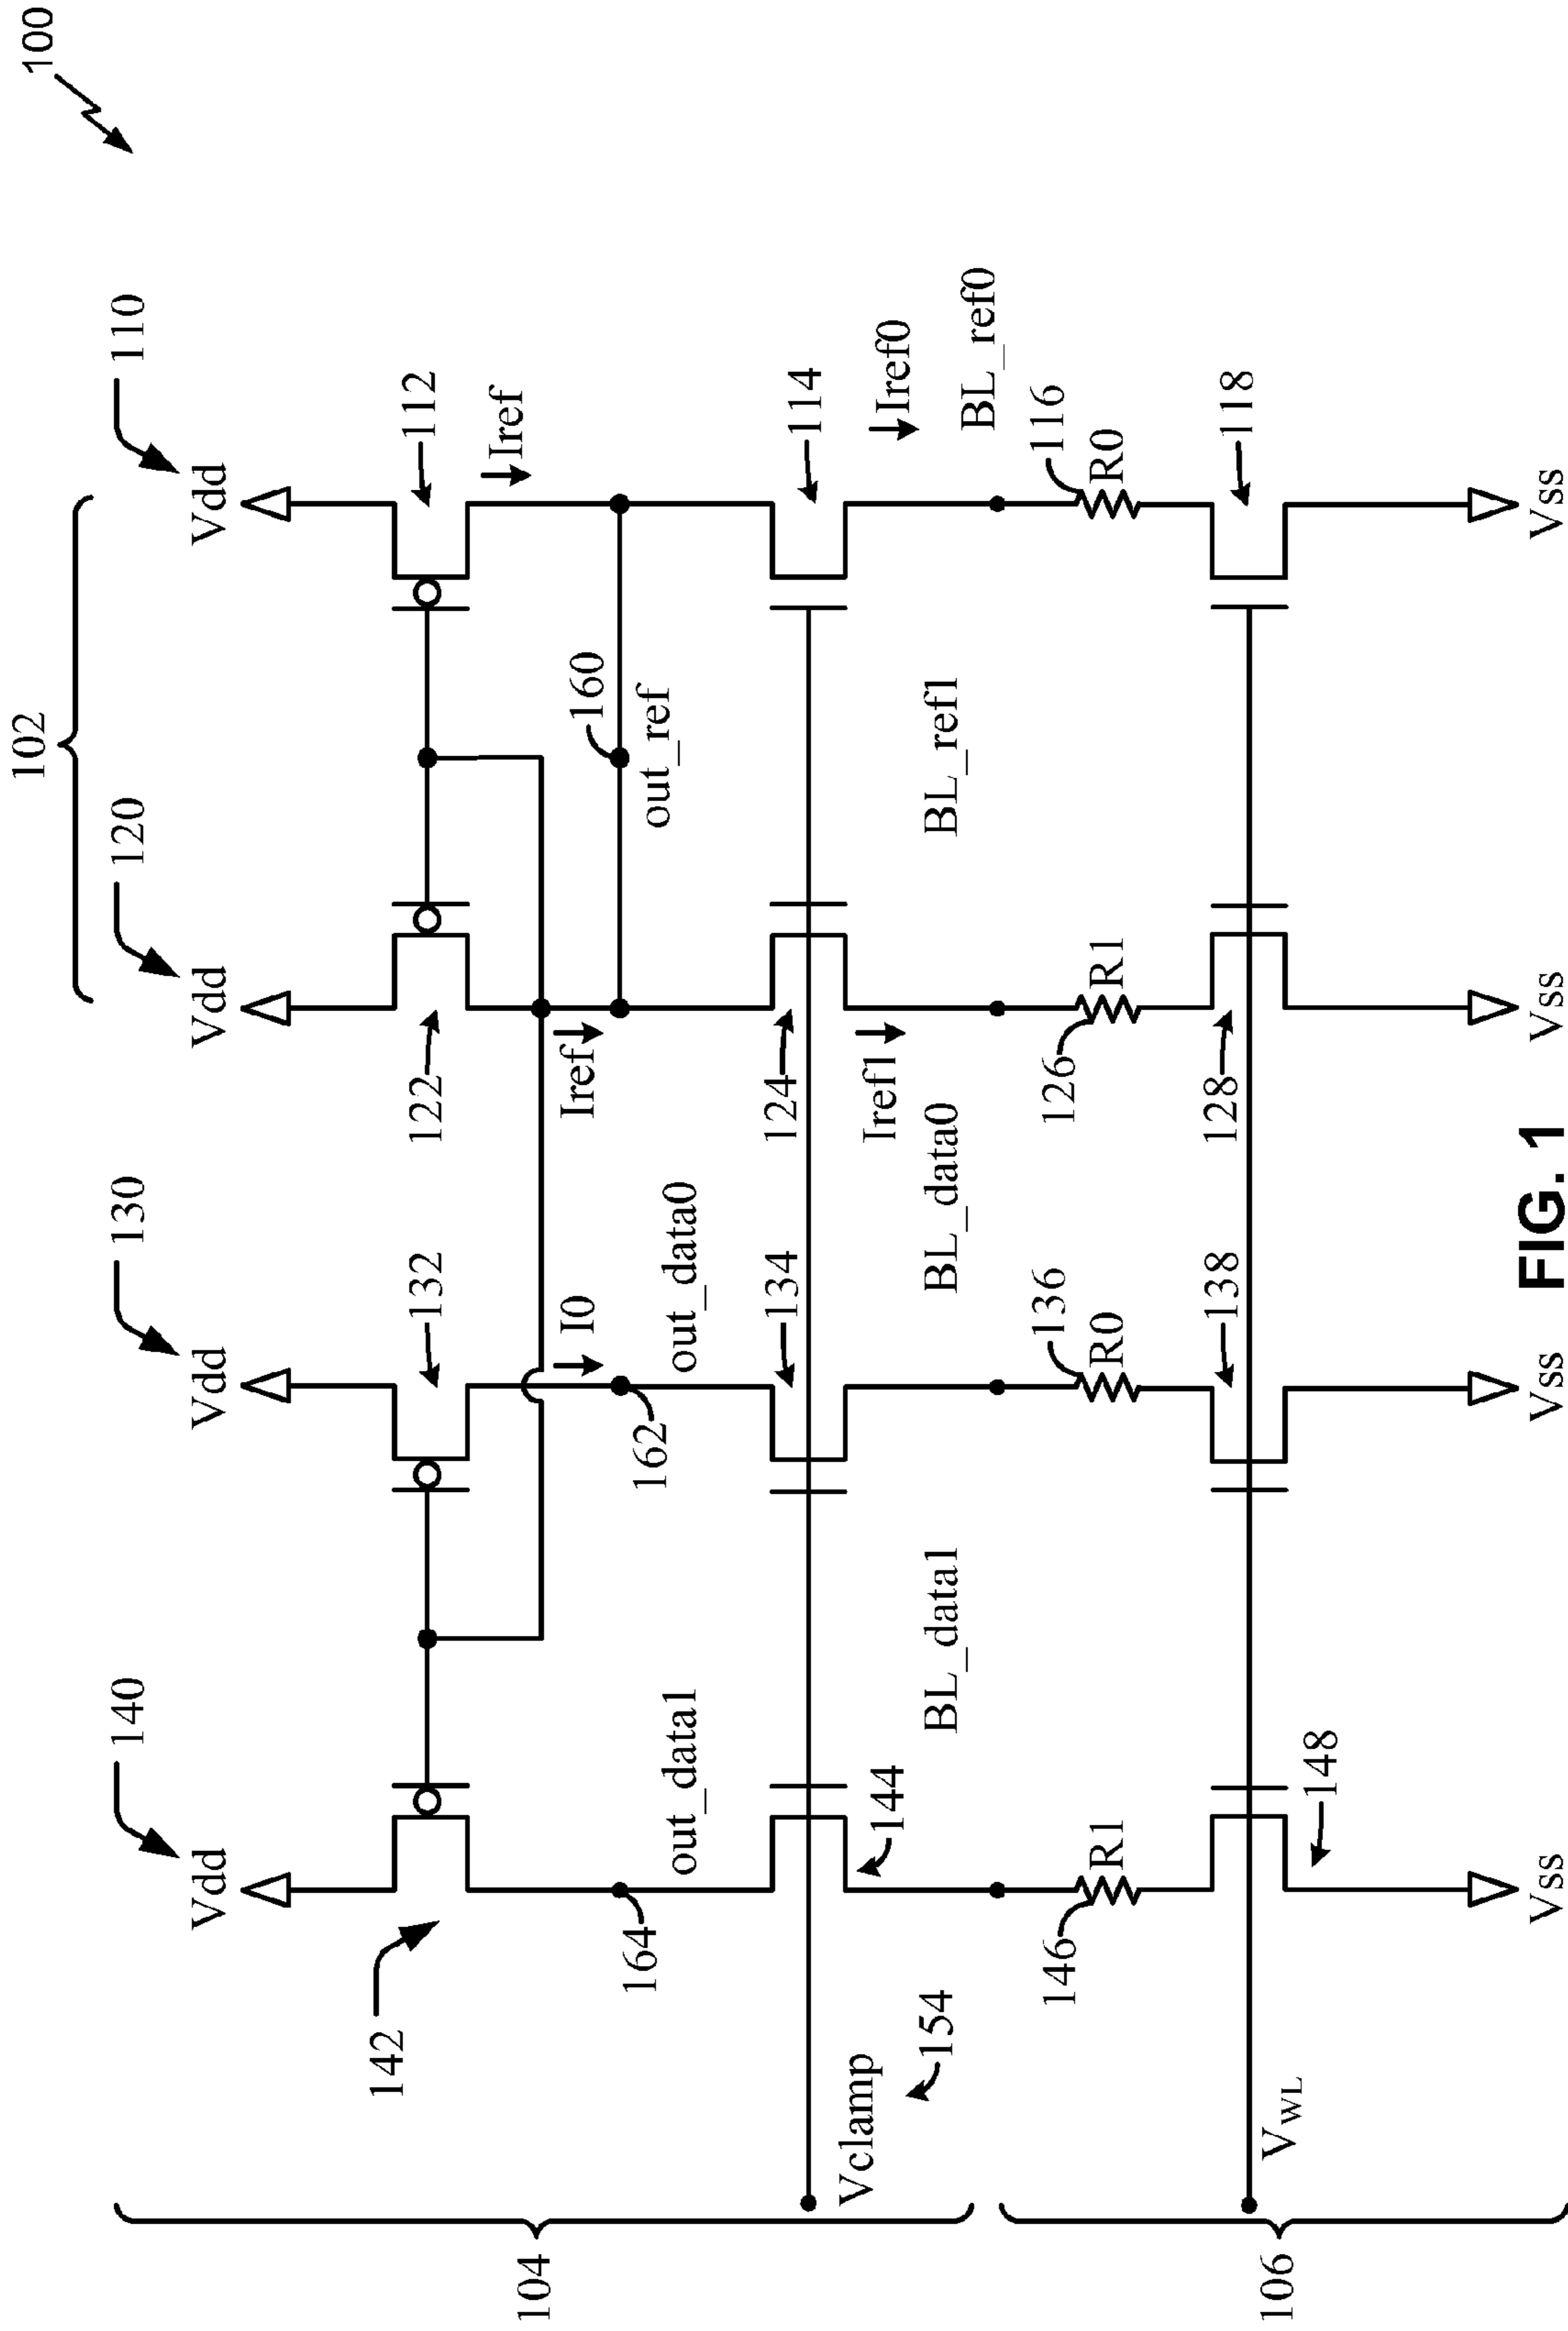 100
102
140
130
120
110
Vdd
Vdd
Vdd
Vdd
142
132
122
112
I0
Iref
Iref
104
164
out_data1
162
out_data0
160
out_ref
Vclamp
154
144
134
124
114
BL_data1
BL_data0
Iref1
BL_ref1
Iref0
BL_ref0
146
R1
136
R0
126
R1
116
R0
106
VWL
148
138
128
118
Vss
Vss
Vss
Vss
FIG. 1